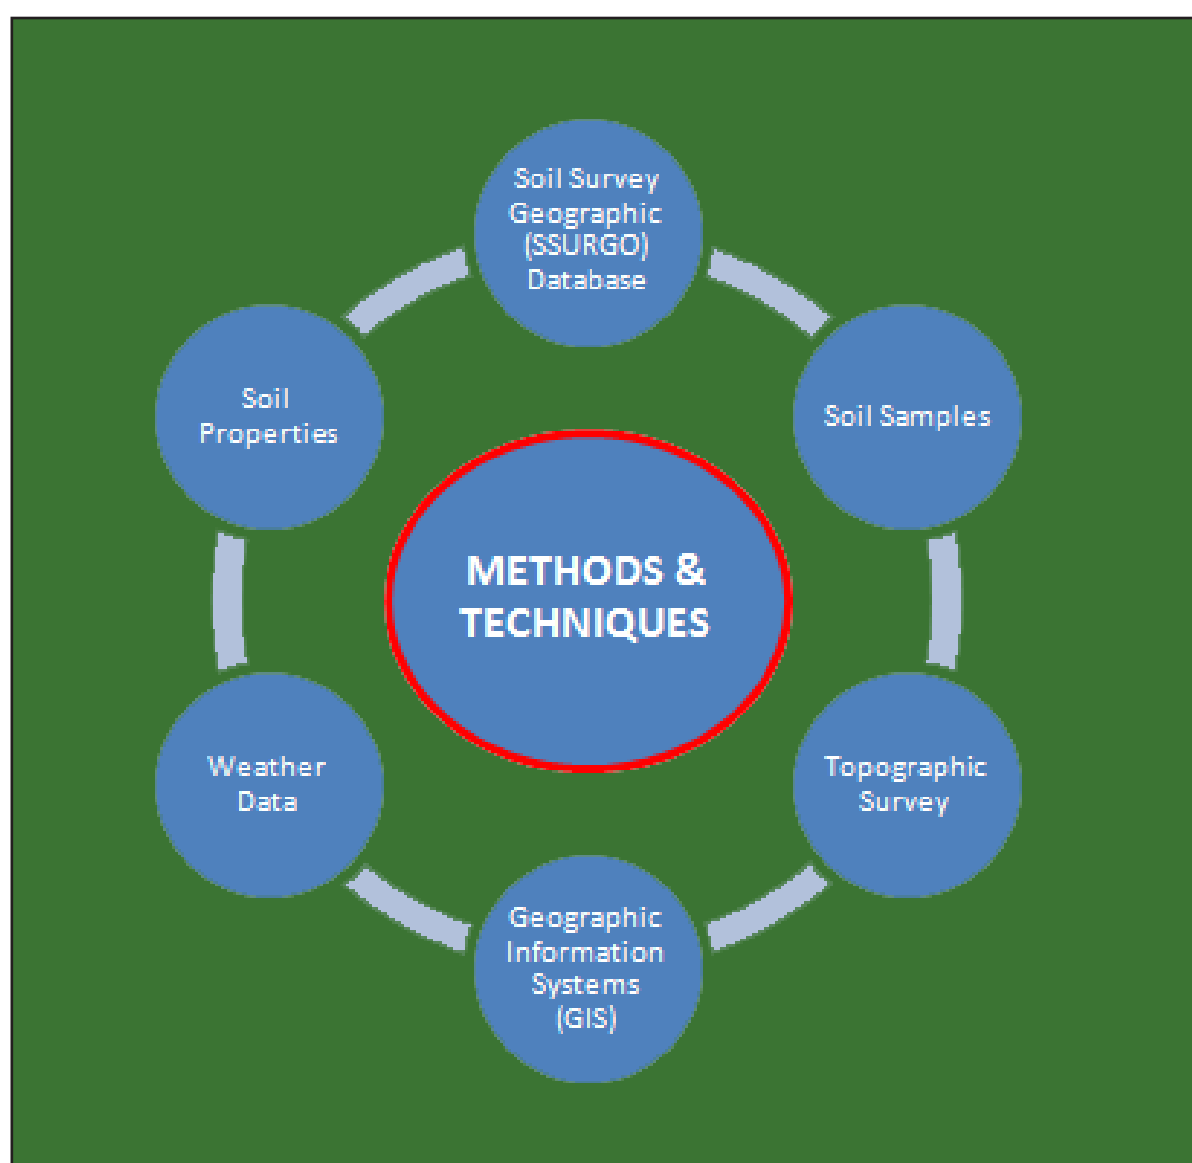 Soil Survey
Geographic
(SSURGO)
Database
Soil
Properties
Soil Samples
METHODS &
TECHNIQUES
Weather
Data
Topographic
Survey
Geographic
Information
Systems
(GIS)